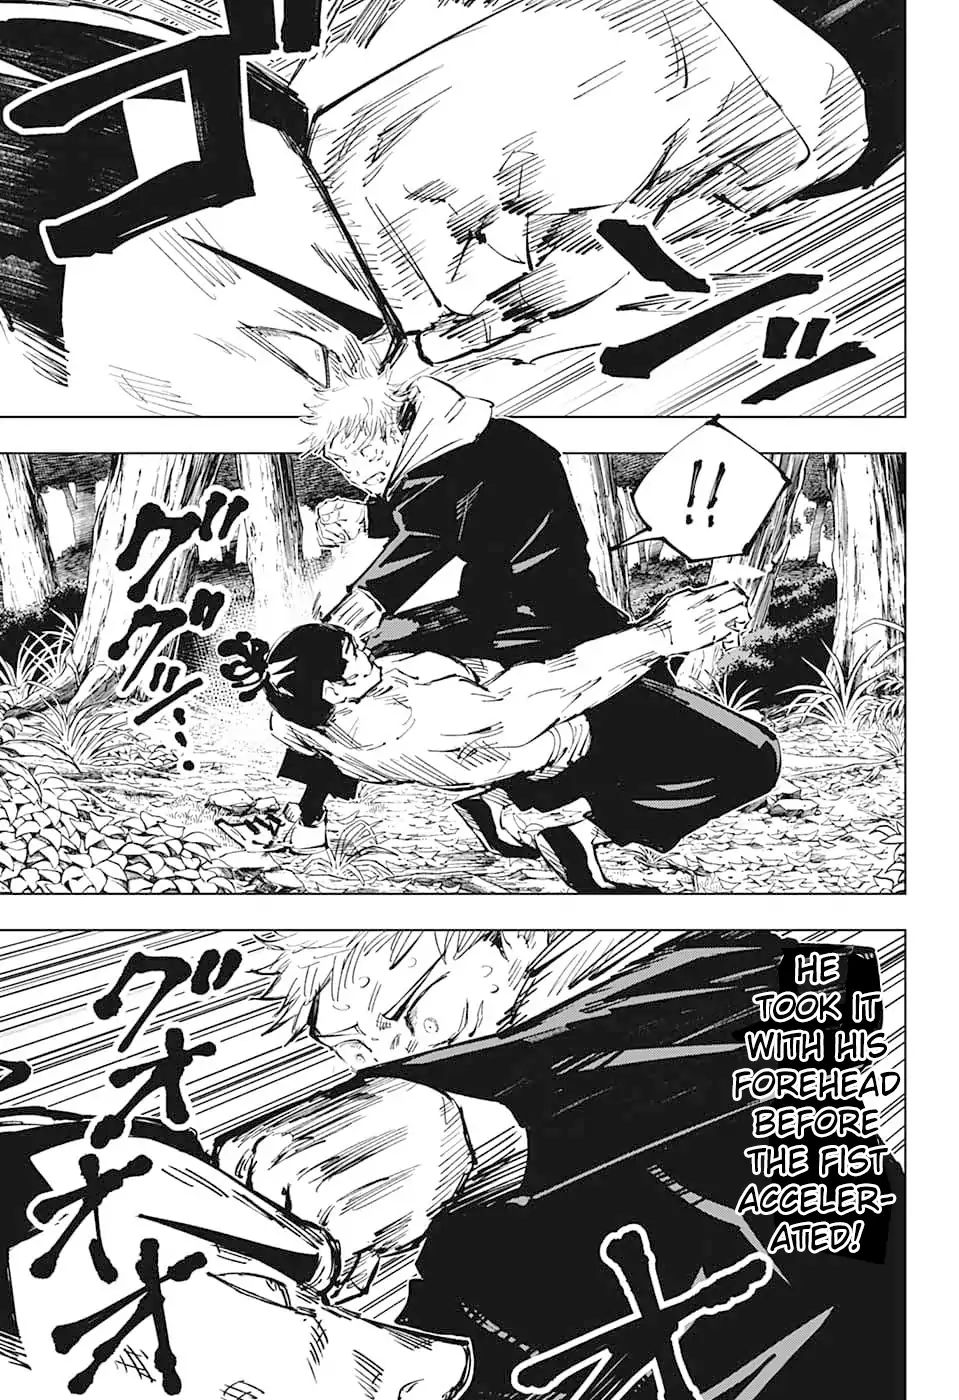 ゴ
ンッ
!!
グ
グ
ッ…
HE
TOOK IT
WITH HIS
FOREHEAD
BEFORE
THE FIST
ACCELER-
ATED!
グ
オ
オ
オ
オ